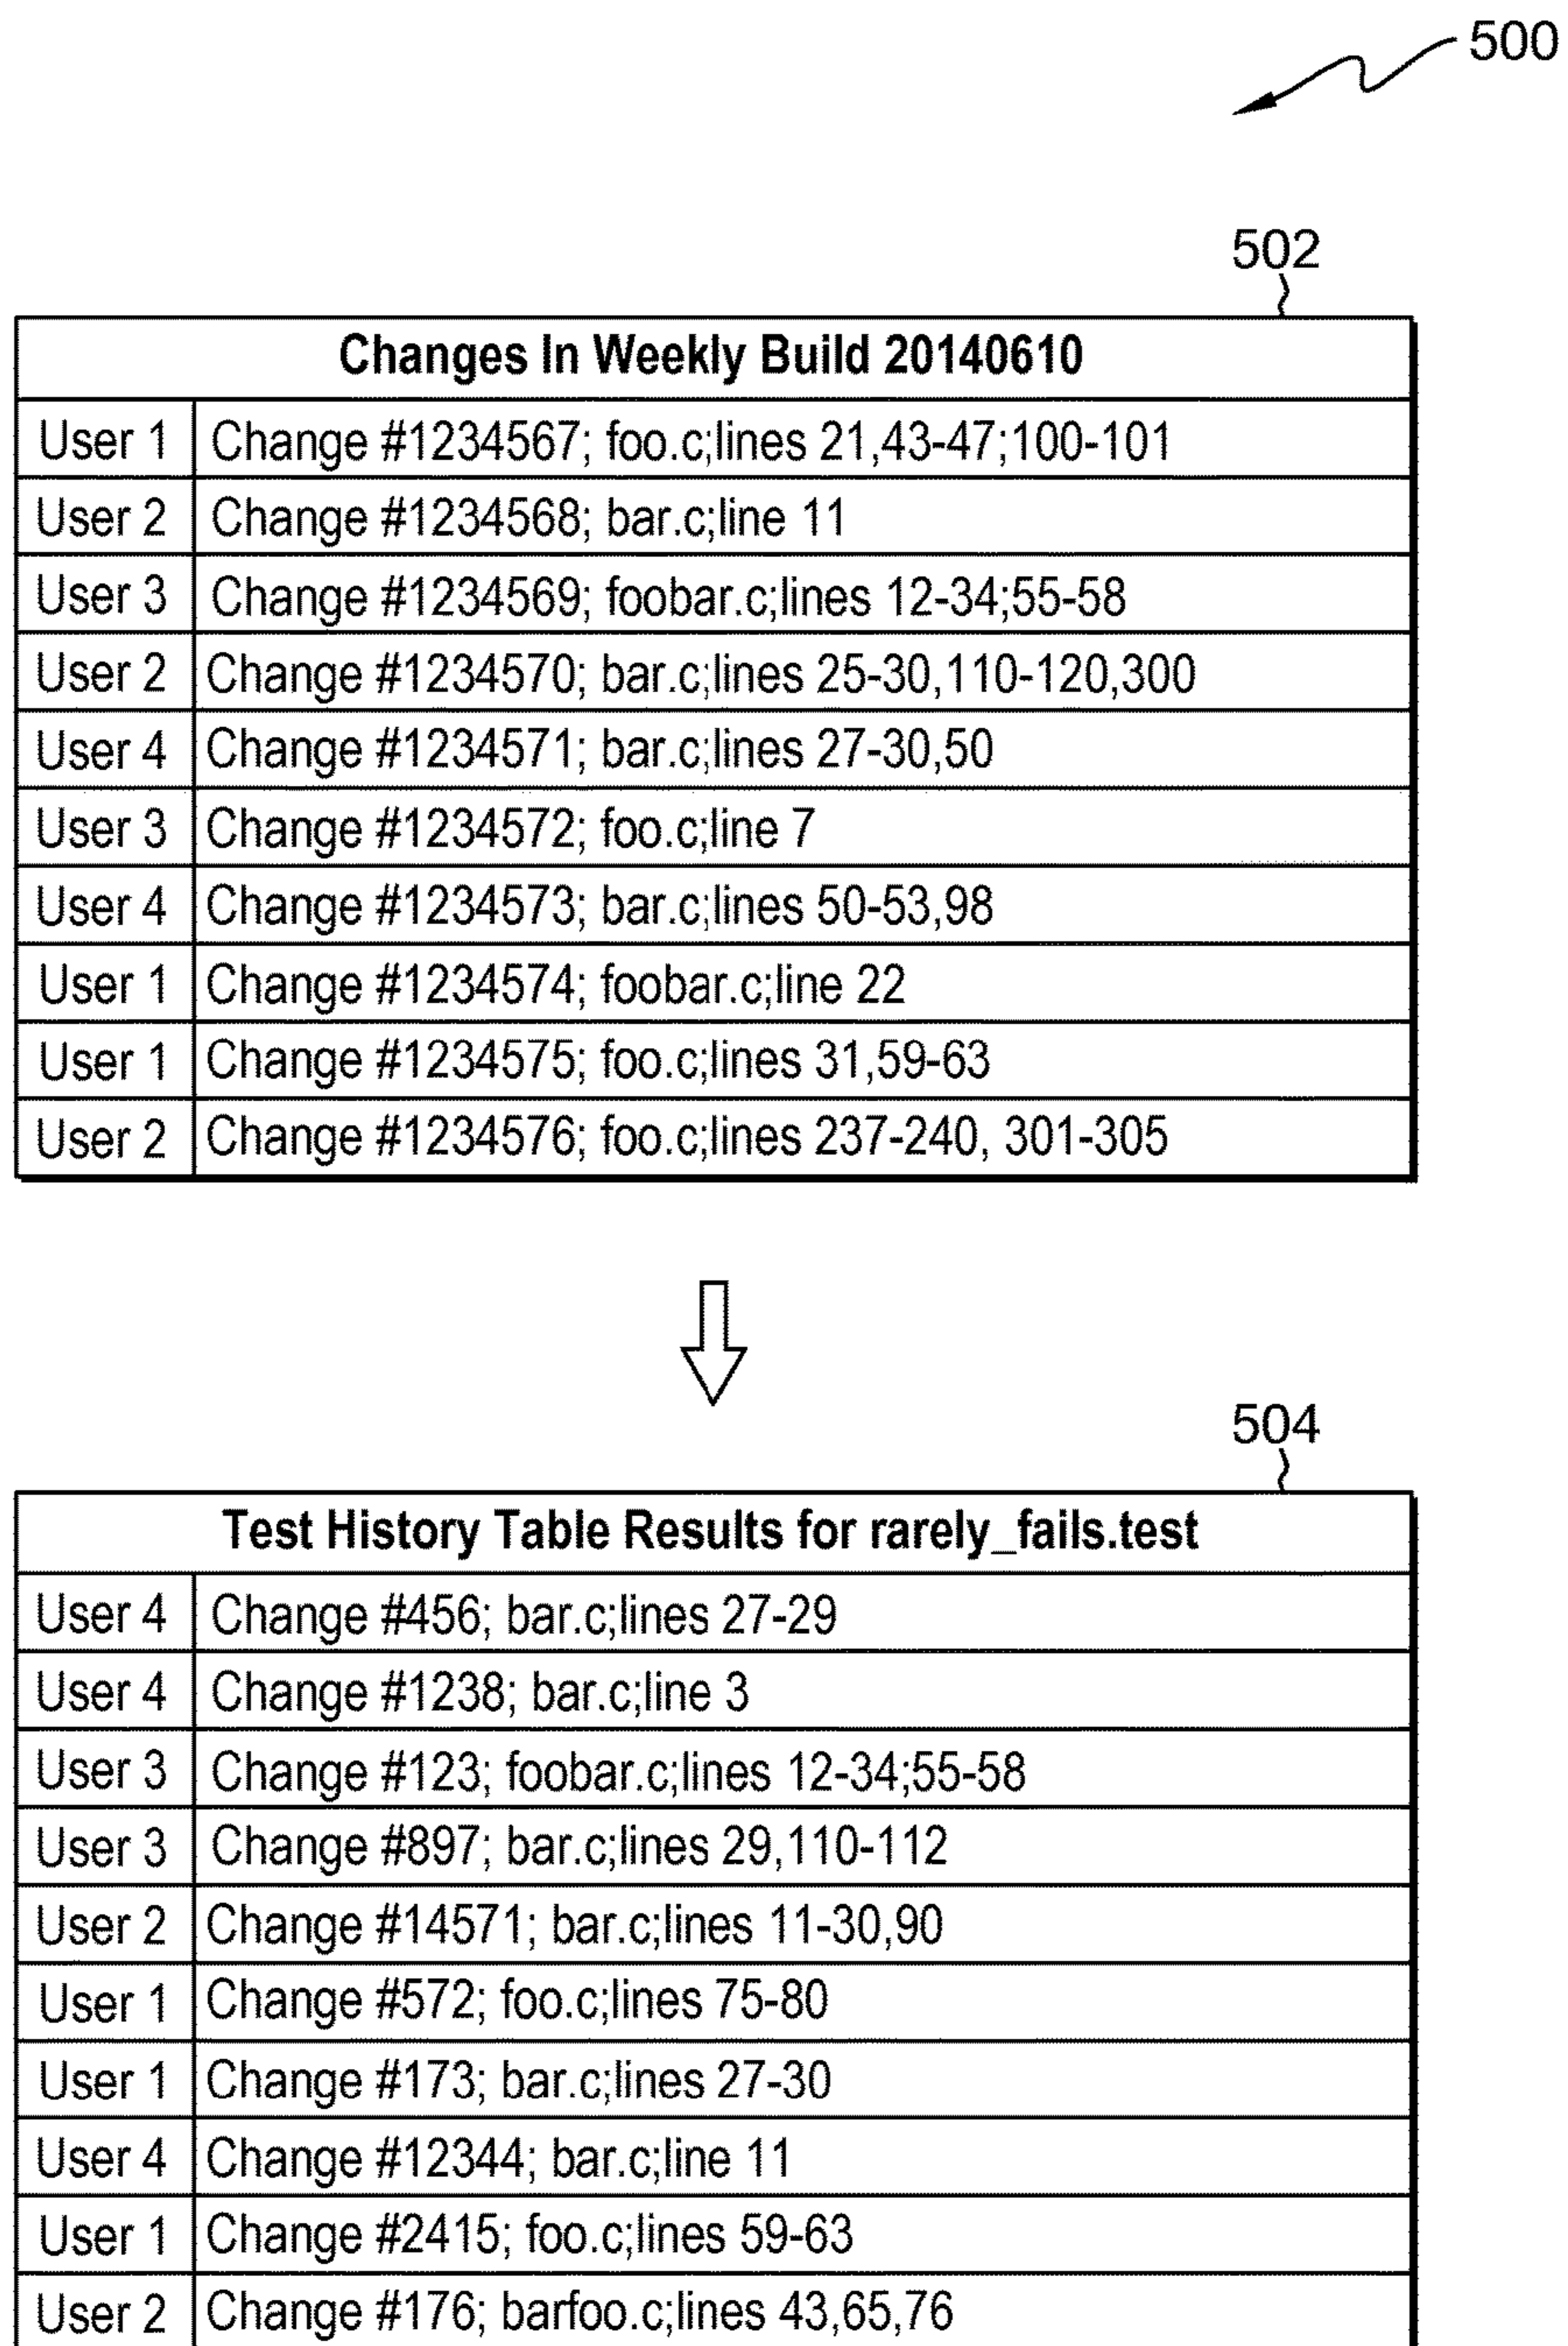 500
502
Changes In Weekly Build 20140610
User 1 Change #1234567; foo.c;lines 21,43-47;100-101
User 2 Change #1234568; bar.c;line 11
User 3 Change #1234569; foobar.c;lines 12-34;55-58
User 2 Change #1234570; bar.c;lines 25-30,110-120,300
User 4 Change #1234571; bar.c;lines 27-30,50
User 3 Change #1234572; foo.c;line 7
User 4 Change #1234573; bar.c;lines 50-53,98
User 1 Change #1234574; foobar.c;line 22
User 1 Change #1234575; foo.c;lines 31,59-63
User 2 Change #1234576; foo.c;lines 237-240, 301-305
504
Test History Table Results for rarely_fails.test
User 4 Change #456; bar.c;lines 27-29
User 4 Change #1238; bar.c;line 3
User 3 Change #123; foobar.c;lines 12-34;55-58
User 3 Change #897; bar.c;lines 29,110-112
User 2 Change #14571; bar.c;lines 11-30,90
User 1 Change #572; foo.c;lines 75-80
User 1 Change #173; bar.c;lines 27-30
User 4 Change #12344; bar.c;line 11
User 1 Change #2415; foo.c;lines 59-63
User 2 Change #176; barfoo.c;lines 43,65,76